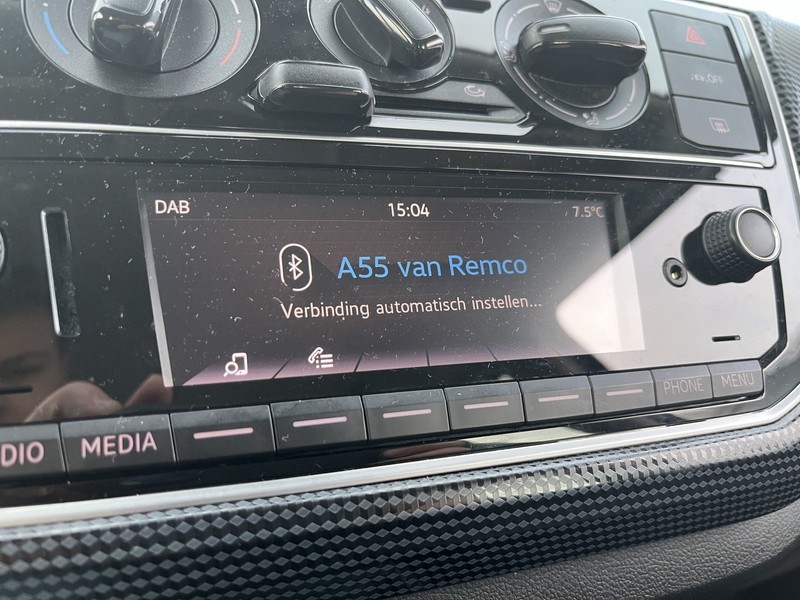 DAB 15:04 7.5°C
A55 van Remco
Verbinding automatisch instellen...
DIO MEDIA PHONE MENU